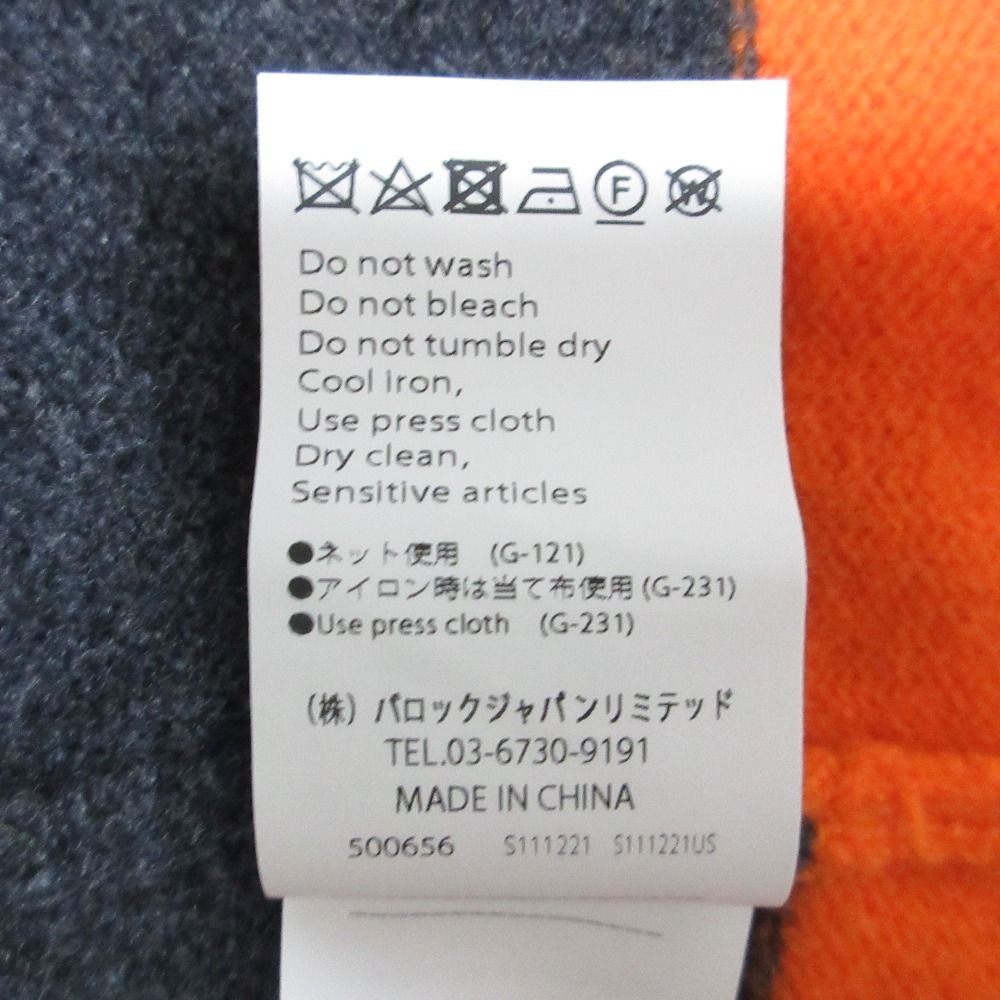 F W
Do not wash
Do not bleach
Do not tumble dry
Cool iron,
Use press cloth
Dry clean,
Sensitive articles
●ネット使用 (G-121)
●アイロン時は当て布使用 (G-231)
●Use press cloth (G-231)
(株) バロックジャパンリミテッド
TEL.03-6730-9191
MADE IN CHINA
500656 S111221 S111221US